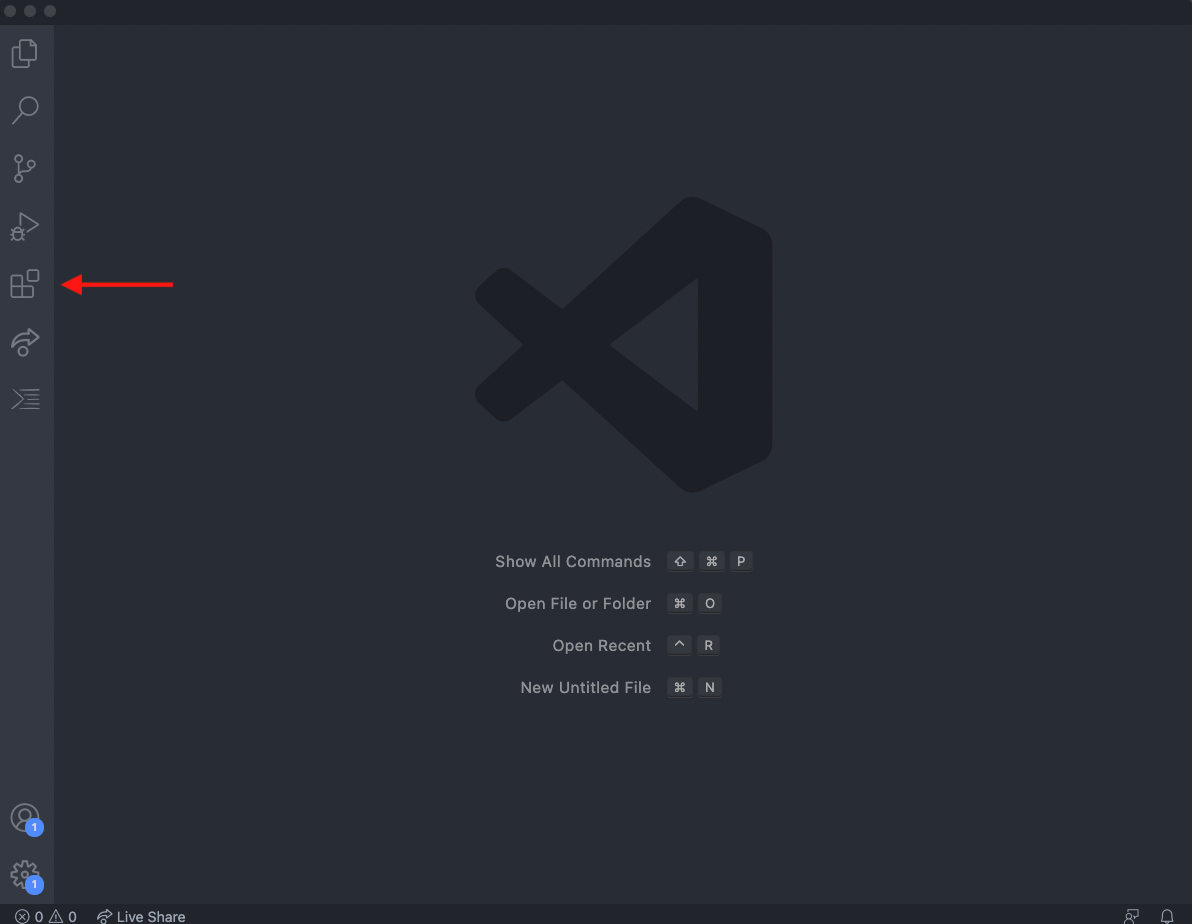 Show All Commands ⇧ ⌘ P
Open File or Folder ⌘ O
Open Recent ^ R
New Untitled File ⌘ N
1
1
0 0 Live Share